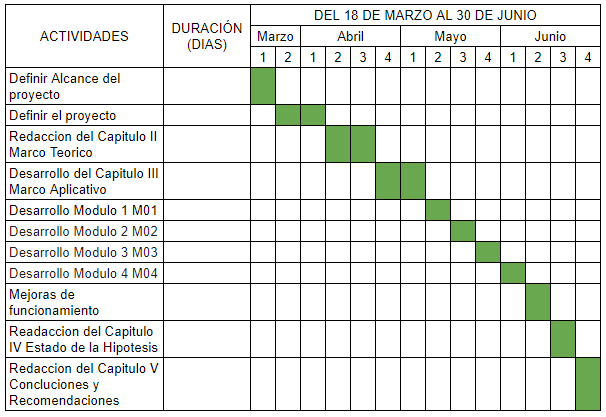 DEL 18 DE MARZO AL 30 DE JUNIO
ACTIVIDADES
DURACIÓN
(DIAS)
Marzo Abril Mayo Junio
1 2 1 2 3 4 1 2 3 4 1 2 3 4
Definir Alcance del
proyecto
Definir el proyecto
Redaccion del Capitulo II
Marco Teorico
Desarrollo del Capitulo III
Marco Aplicativo
Desarrollo Modulo 1 M01
Desarrollo Modulo 2 M02
Desarrollo Modulo 3 M03
Desarrollo Modulo 4 M04
Mejoras de
funcionamiento
Readaccion del Capitulo
IV Estado de la Hipotesis
Redaccion del Capitulo V
Concluciones y
Recomendaciones